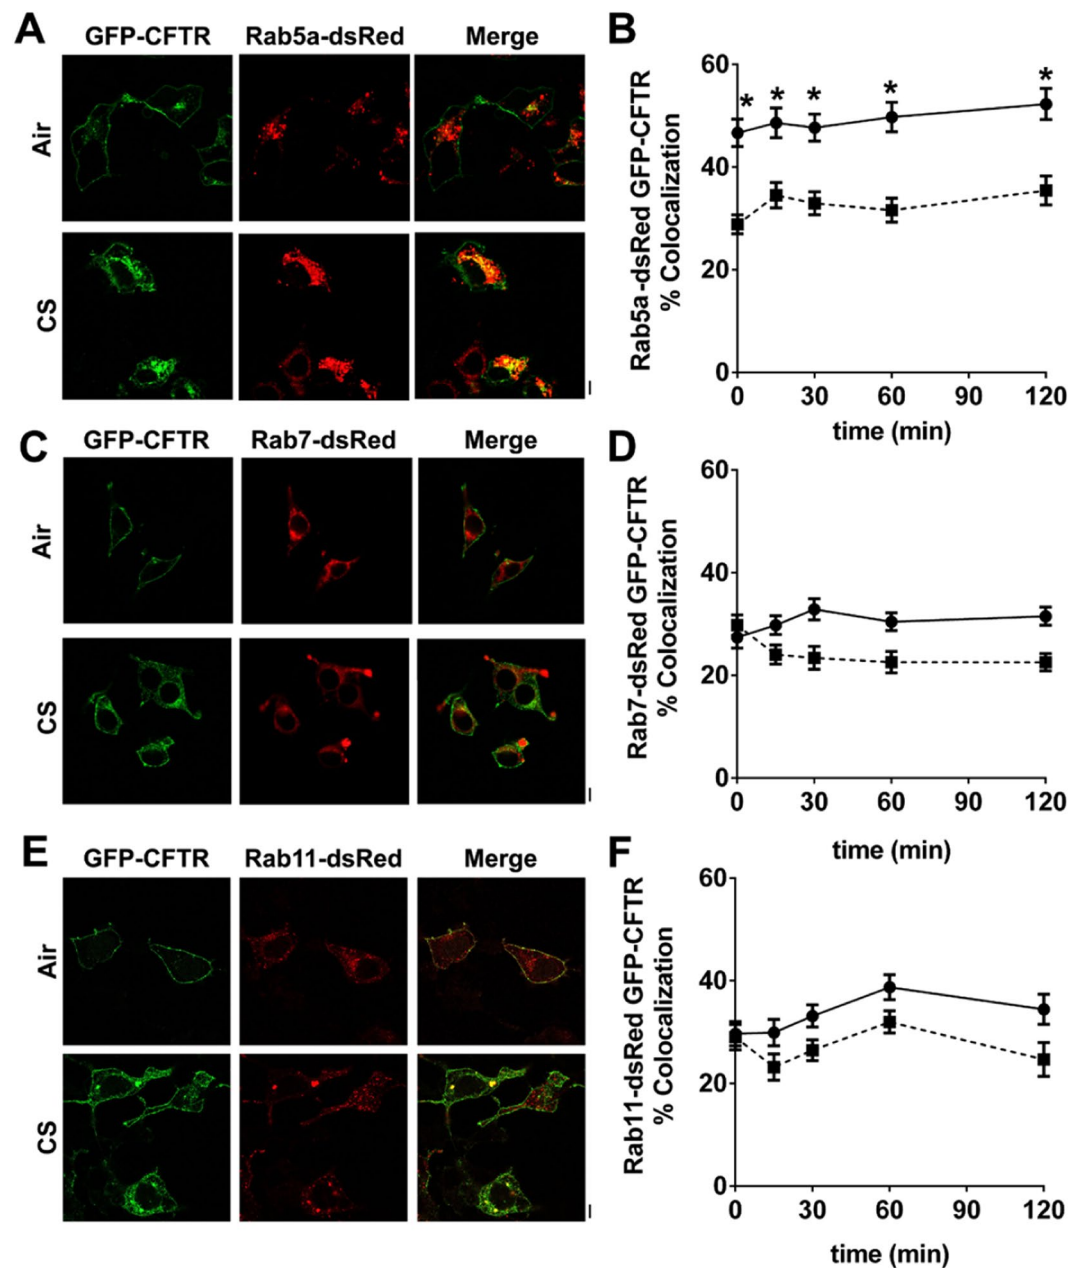 A
GFP-CFTR Rab5a-dsRed Merge
Air
CS
B
Rab5a-dsRed GFP-CFTR
% Colocalization
60
40
20
0
* * * * *
0 30 60 90 120
time (min)
C
GFP-CFTR Rab7-dsRed Merge
Air
CS
D
Rab7-dsRed GFP-CFTR
% Colocalization
60
40
20
0
0 30 60 90 120
time (min)
E
GFP-CFTR Rab11-dsRed Merge
Air
CS
F
Rab11-dsRed GFP-CFTR
% Colocalization
60
40
20
0
0 30 60 90 120
time (min)